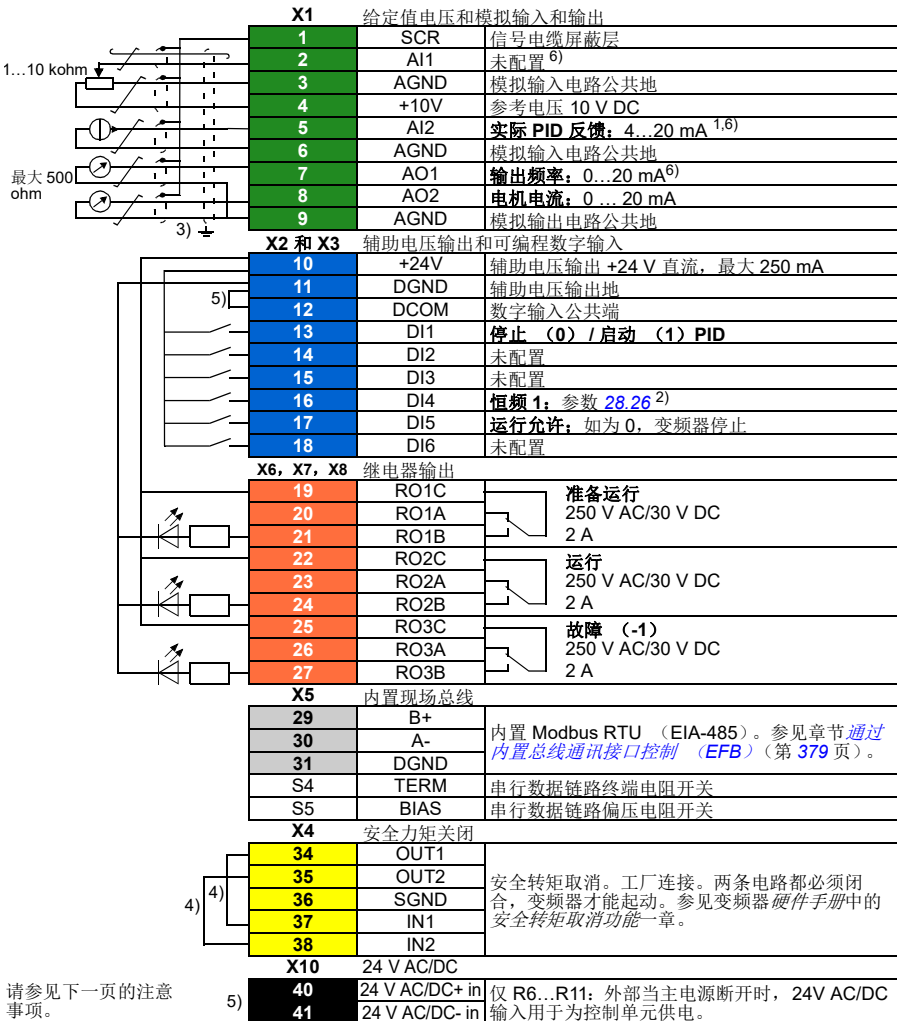 X1 给定值电压和模拟输入和输出
1 SCR 信号电缆屏蔽层
2 AI1 未配置 6)
1…10 kohm
3 AGND 模拟输入电路公共地
4 +10V 参考电压 10 V DC
5 AI2 实际 PID 反馈：4…20 mA 1,6)
6 AGND 模拟输入电路公共地
7 AO1 输出频率：0…20 mA6)
最大 500
ohm
8 AO2 电机电流：0 … 20 mA
9 AGND 模拟输出电路公共地
3)
X2 和 X3 辅助电压输出和可编程数字输入
10 +24V 辅助电压输出 +24 V 直流，最大 250 mA
11 DGND 辅助电压输出地
5)
12 DCOM 数字输入公共端
13 DI1 停止 （0） / 启动 （1） PID
14 DI2 未配置
15 DI3 未配置
16 DI4 恒频 1：参数 28.26 2)
17 DI5 运行允许：如为 0，变频器停止
18 DI6 未配置
X6，X7，X8 继电器输出
19 RO1C 准备运行
20 RO1A 250 V AC/30 V DC
21 RO1B 2 A
22 RO2C 运行
23 RO2A 250 V AC/30 V DC
24 RO2B 2 A
25 RO3C 故障 （-1）
26 RO3A 250 V AC/30 V DC
27 RO3B 2 A
X5 内置现场总线
29 B+
30 A-
31 DGND
内置 Modbus RTU （EIA-485）。参见章节通过
内置总线通讯接口控制 （EFB）（第 379 页）。
S4 TERM 串行数据链路终端电阻开关
S5 BIAS 串行数据链路偏压电阻开关
X4 安全力矩关闭
34 OUT1
35 OUT2
36 SGND
37 IN1
38 IN2
4)
4)
安全转矩取消。工厂连接。两条电路都必须闭
合，变频器才能起动。参见变频器硬件手册中的
安全转矩取消功能一章。
X10 24 V AC/DC
40 24 V AC/DC+ in
41 24 V AC/DC- in
5)
仅 R6…R11：外部当主电源断开时，24V AC/DC
输入用于为控制单元供电。
请参见下一页的注意
事项。